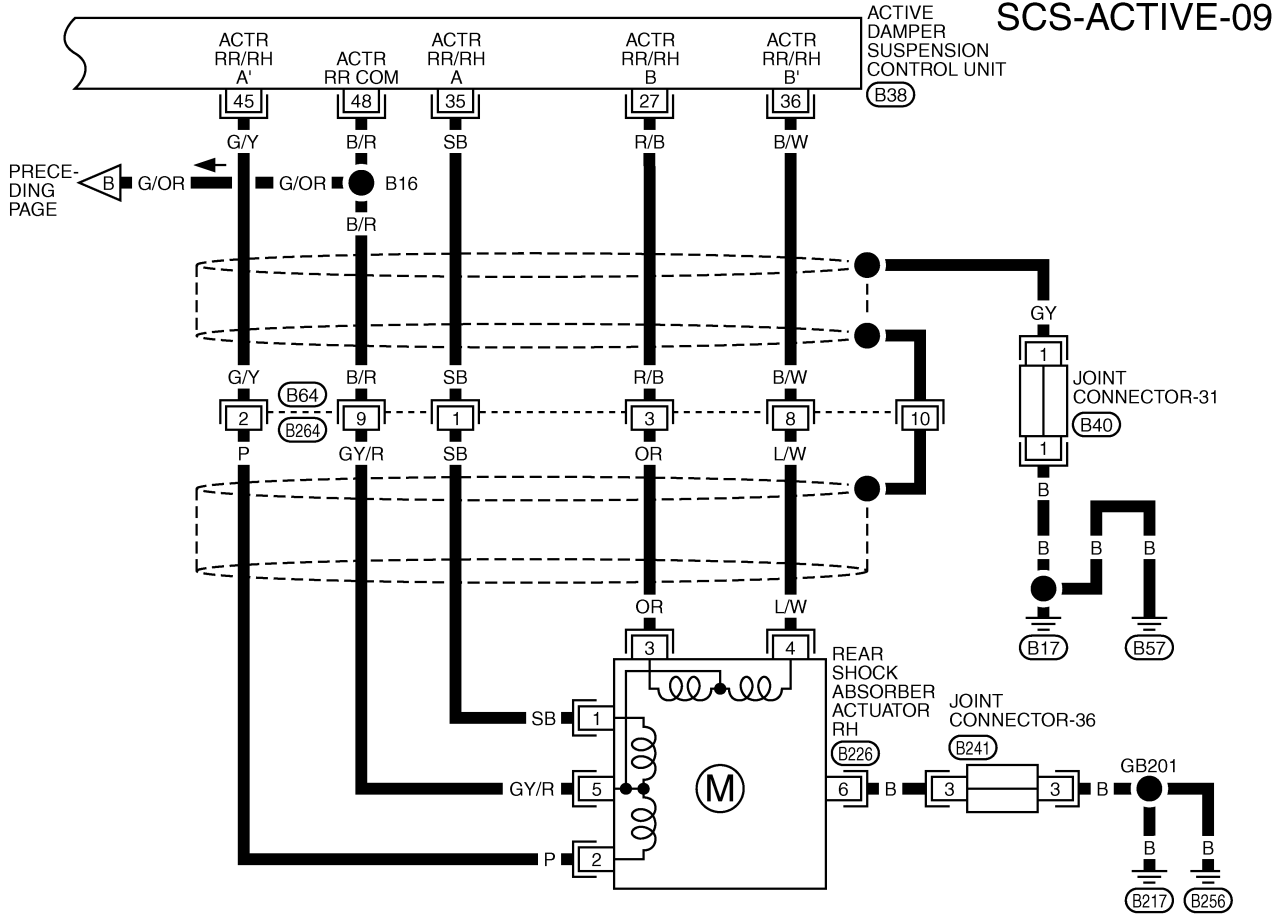 SCS-ACTIVE-09
ACTIVE
DAMPER
SUSPENSION
CONTROL UNIT
B38
ACTR
RR/RH
A'
ACTR
RR COM
ACTR
RR/RH
A
ACTR
RR/RH
B
ACTR
RR/RH
B'
45
48
35
27
36
G/Y
B/R
SB
R/B
B/W
PRECE-
DING
PAGE
B
G/OR
G/OR
B16
B/R
GY
1
JOINT
CONNECTOR-31
B40
1
G/Y
B/R
SB
R/B
B/W
B64
B264
2
9
1
3
8
10
P
GY/R
SB
OR
L/W
B
B
B
B
B17
B57
OR
L/W
3
4
REAR
SHOCK
ABSORBER
ACTUATOR
RH
B226
JOINT
CONNECTOR-36
B241
SB
1
GY/R
5
P
2
M
6
B
3
3
B
GB201
B
B
B217
B256